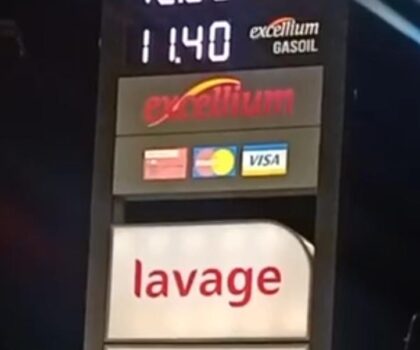 11.40 excellium
GASOIL
excellium
VISA
lavage